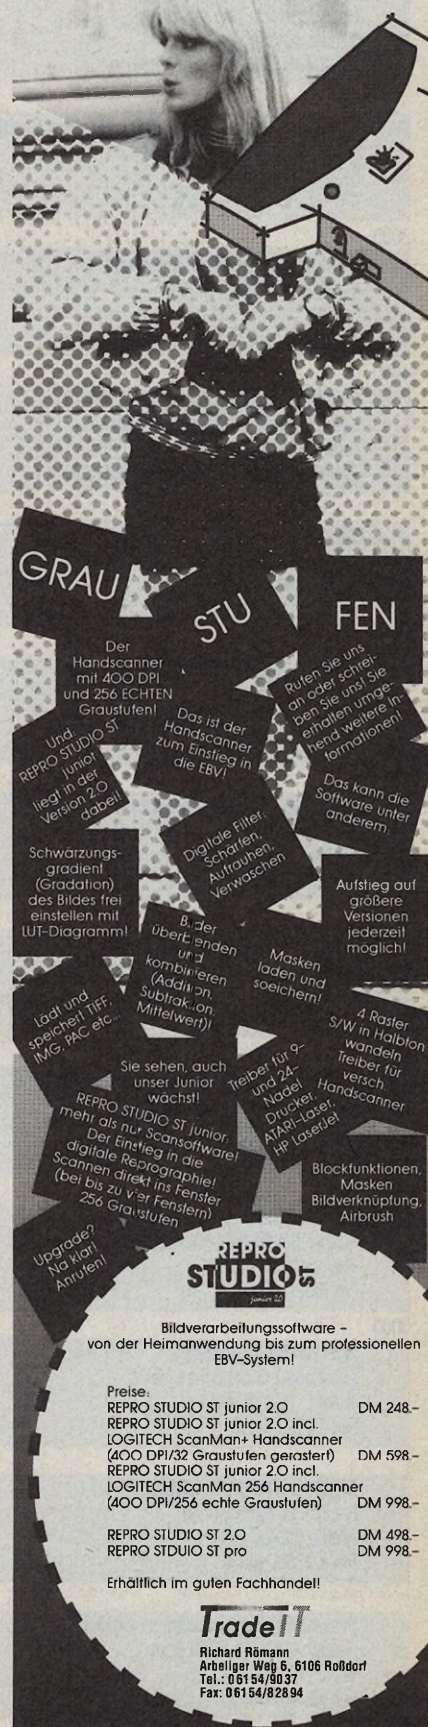 GRAU
STU
FEN
Der
Handscanner
mit 400 DPI
und 256 ECHTEN
Graustufen!
Rufen Sie uns
an oder schrei-
ben Sie uns! Sie
erhalten umge-
hend weitere In-
formationen!
Das ist der
Handscanner
zum Einstieg in
die EBV!
Und:
REPRO STUDIO ST
junior
liegt in der
Version 2.0
dabei!
Das kann die
Software unter
anderem:
Digitale Filter:
Schärfen,
Aufrauhen,
Verwaschen
Schwärzungs-
gradient
(Gradation)
des Bildes frei
einstellen mit
LUT-Diagramm!
Aufstieg auf
größere
Versionen
jederzeit
möglich!
Bilder
überblenden
und
kombinieren
(Addition,
Subtraktion,
Mittelwert)!
Masken
laden und
speichern!
Lädt und
speichert TIFF,
IMG, PAC etc...
4 Raster
S/W in Halbton
wandeln
Treiber für
versch.
Handscanner
Sie sehen, auch
unser Junior
wächst!
Treiber für 9-
und 24-
Nadel
Drucker,
ATARI-Laser,
HP LaserJet
REPRO STUDIO ST junior,
mehr als nur Scansoftware!
Der Einstieg in die
digitale Reprographie!
Scannen direkt ins Fenster
(bei bis zu vier Fenstern)
256 Graustufen
Blockfunktionen,
Masken
Bildverknüpfung,
Airbrush
Upgrade?
Na klar!
Anrufen!
REPRO
STUDIO ST
junior 2.0
Bildverarbeitungssoftware –
von der Heimanwendung bis zum professionellen
EBV-System!
Preise:
REPRO STUDIO ST junior 2.0 DM 248.-
REPRO STUDIO ST junior 2.0 incl.
LOGITECH ScanMan+ Handscanner
(400 DPI/32 Graustufen gerastert) DM 598.-
REPRO STUDIO ST junior 2.0 incl.
LOGITECH ScanMan 256 Handscanner
(400 DPI/256 echte Graustufen) DM 998.-
REPRO STUDIO ST 2.0 DM 498.-
REPRO STDUIO ST pro DM 998.-
Erhältlich im guten Fachhandel!
Trade iT
Richard Römann
Arheilger Weg 6, 6106 Roßdorf
Tel.: 06154/9037
Fax: 06154/82894